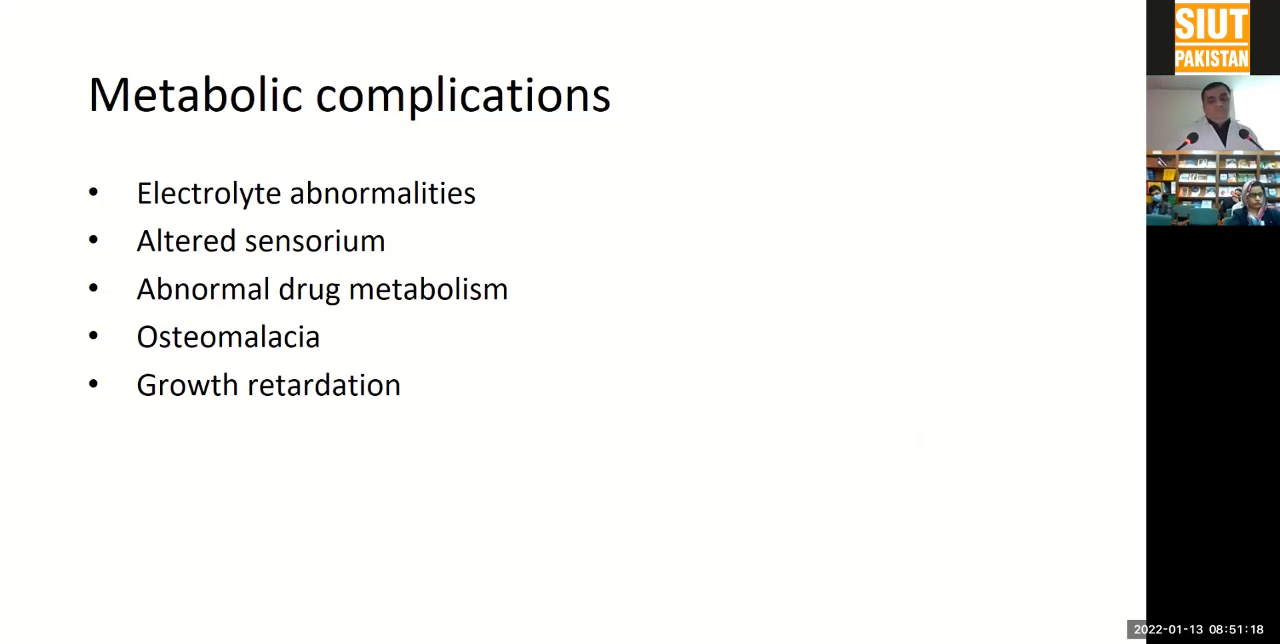 Metabolic complications
• Electrolyte abnormalities
• Altered sensorium
• Abnormal drug metabolism
• Osteomalacia
• Growth retardation
SIUT
PAKISTAN
2022-01-13 08:51:18